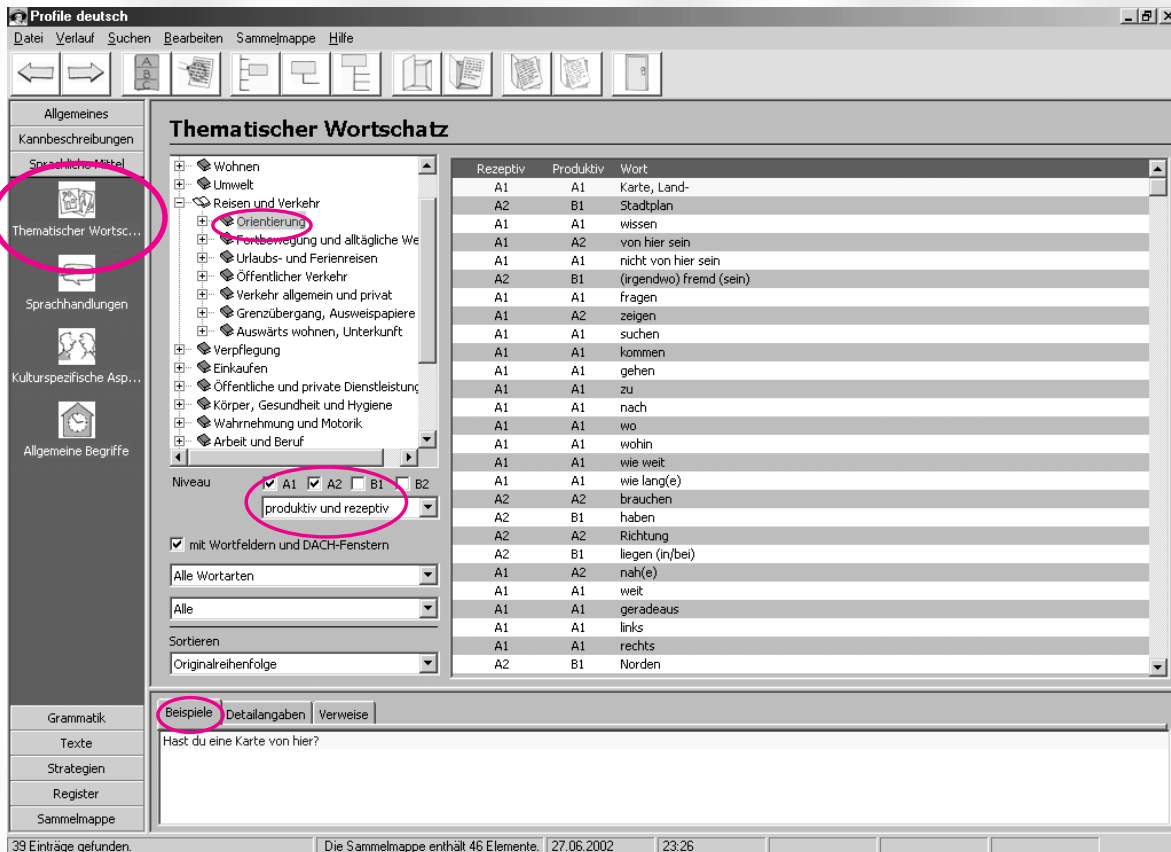 Profile deutsch
Datei Verlauf Suchen Bearbeiten Sammelmappe Hilfe
A
B
C
Allgemeines
Kannbeschreibungen
Sprachliche Mittel
Thematischer Wortsc...
Sprachhandlungen
Kulturspezifische Asp...
Allgemeine Begriffe
Grammatik
Texte
Strategien
Register
Sammelmappe
Thematischer Wortschatz
Wohnen
Umwelt
Reisen und Verkehr
Orientierung
Fortbewegung und alltägliche We
Urlaubs- und Ferienreisen
Öffentlicher Verkehr
Verkehr allgemein und privat
Grenzübergang, Ausweispapiere
Auswärts wohnen, Unterkunft
Verpflegung
Einkaufen
Öffentliche und private Dienstleistung
Körper, Gesundheit und Hygiene
Wahrnehmung und Motorik
Arbeit und Beruf
Niveau A1 A2 B1 B2
produktiv und rezeptiv
mit Wortfeldern und DACH-Fenstern
Alle Wortarten
Alle
Sortieren
Originalreihenfolge
Rezeptiv Produktiv Wort
A1 A1 Karte, Land-
A2 B1 Stadtplan
A1 A1 wissen
A1 A2 von hier sein
A1 A1 nicht von hier sein
A2 B1 (irgendwo) fremd (sein)
A1 A1 fragen
A1 A2 zeigen
A1 A1 suchen
A1 A1 kommen
A1 A1 gehen
A1 A1 zu
A1 A1 nach
A1 A1 wo
A1 A1 wohin
A1 A1 wie weit
A1 A1 wie lang(e)
A2 A2 brauchen
A2 B1 haben
A2 A2 Richtung
A2 B1 liegen (in/bei)
A1 A2 nah(e)
A1 A1 weit
A1 A1 geradeaus
A1 A1 links
A1 A1 rechts
A2 B1 Norden
Beispiele Detailangaben Verweise
Hast du eine Karte von hier?
39 Einträge gefunden. Die Sammelmappe enthält 46 Elemente. 27.06.2002 23:26